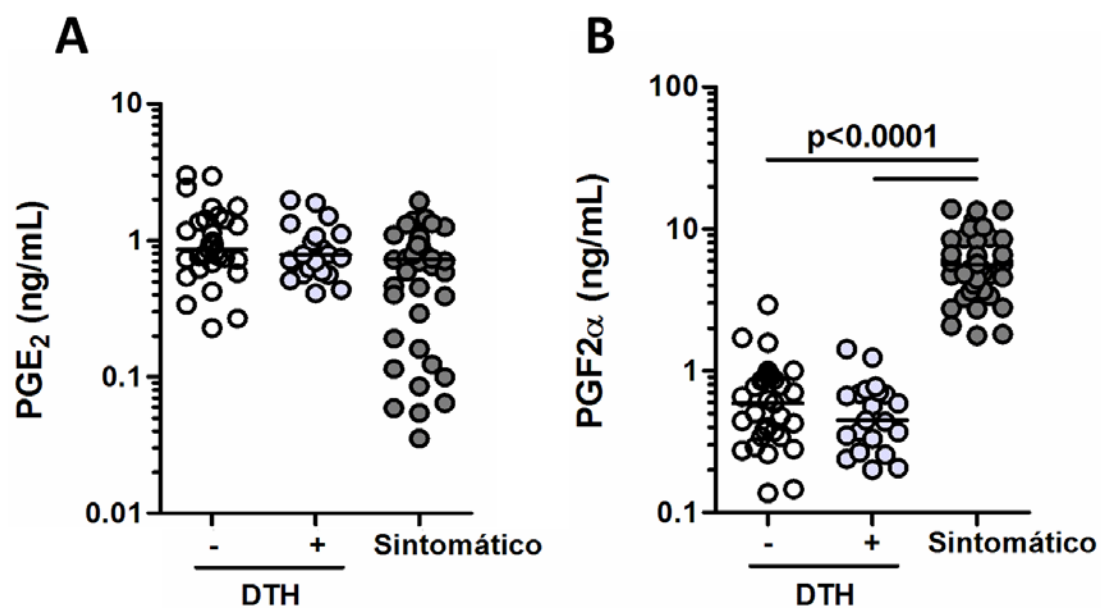 A
PGE2 (ng/mL)
10
1
0.1
0.01
- + Sintomático
DTH
B
PGF2α (ng/mL)
100
10
1
0.1
p<0.0001
- + Sintomático
DTH